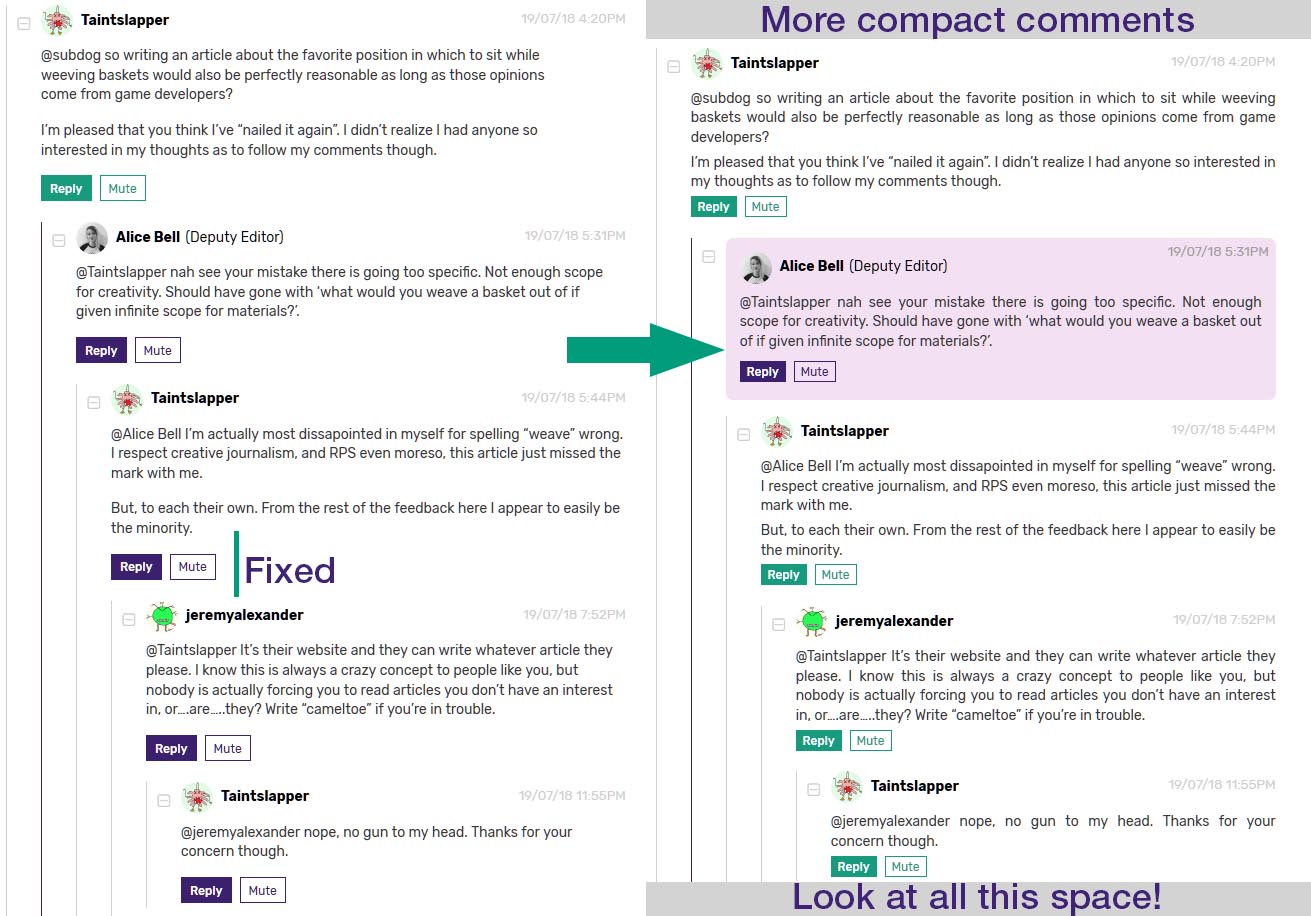 Taintslapper 19/07/18 4:20PM
@subdog so writing an article about the favorite position in which to sit while
weeving baskets would also be perfectly reasonable as long as those opinions
come from game developers?
I'm pleased that you think I've “nailed it again”. I didn't realize I had anyone so
interested in my thoughts as to follow my comments though.
Reply Mute
Alice Bell (Deputy Editor) 19/07/18 5:31PM
@Taintslapper nah see your mistake there is going too specific. Not enough scope
for creativity. Should have gone with ‘what would you weave a basket out of if
given infinite scope for materials?’.
Reply Mute
Taintslapper 19/07/18 5:44PM
@Alice Bell I'm actually most dissapointed in myself for spelling “weave” wrong.
I respect creative journalism, and RPS even moreso, this article just missed the
mark with me.
But, to each their own. From the rest of the feedback here I appear to easily be
the minority.
Reply Mute
Fixed
jeremyalexander 19/07/18 7:52PM
@Taintslapper It's their website and they can write whatever article they
please. I know this is always a crazy concept to people like you, but
nobody is actually forcing you to read articles you don't have an interest
in, or....are.....they? Write “cameltoe” if you're in trouble.
Reply Mute
Taintslapper 19/07/18 11:55PM
@jeremyalexander nope, no gun to my head. Thanks for your
concern though.
Reply Mute
More compact comments
Taintslapper 19/07/18 4:20PM
@subdog so writing an article about the favorite position in which to sit while weeving
baskets would also be perfectly reasonable as long as those opinions come from game
developers?
I'm pleased that you think I've “nailed it again”. I didn't realize I had anyone so interested in
my thoughts as to follow my comments though.
Reply Mute
19/07/18 5:31PM
Alice Bell (Deputy Editor)
@Taintslapper nah see your mistake there is going too specific. Not enough
scope for creativity. Should have gone with ‘what would you weave a basket out
of if given infinite scope for materials?’.
Reply Mute
Taintslapper 19/07/18 5:44PM
@Alice Bell I'm actually most dissapointed in myself for spelling “weave” wrong.
I respect creative journalism, and RPS even moreso, this article just missed the
mark with me.
But, to each their own. From the rest of the feedback here I appear to easily be
the minority.
Reply Mute
jeremyalexander 19/07/18 7:52PM
@Taintslapper It's their website and they can write whatever article they
please. I know this is always a crazy concept to people like you, but
nobody is actually forcing you to read articles you don't have an interest
in, or....are.....they? Write “cameltoe” if you're in trouble.
Reply Mute
Taintslapper 19/07/18 11:55PM
@jeremyalexander nope, no gun to my head. Thanks for your
concern though.
Reply Mute
Look at all this space!